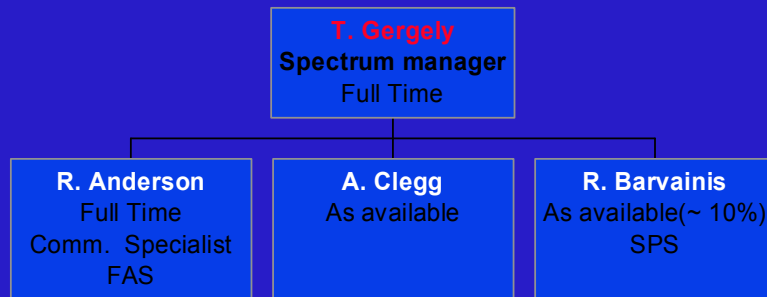 T. Gergely
Spectrum manager
Full Time
R. Anderson
Full Time
Comm. Specialist
FAS
A. Clegg
As available
R. Barvainis
As available(~ 10%)
SPS